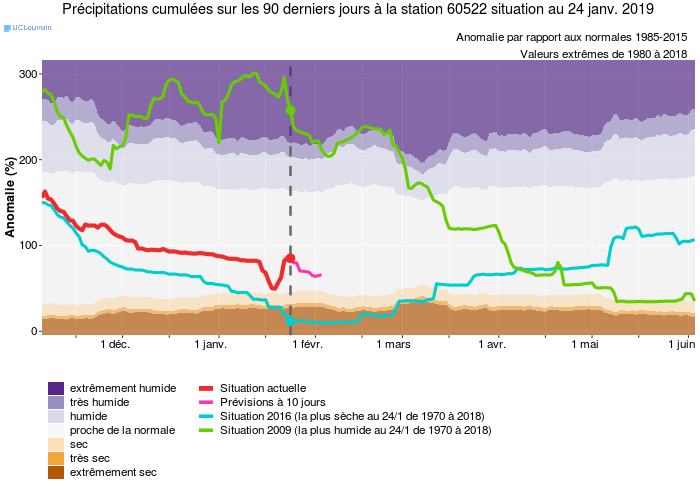 Précipitations cumulées sur les 90 derniers jours à la station 60522 situation au 24 janv. 2019
UCLouvain
Anomalie par rapport aux normales 1985-2015
Valeurs extrêmes de 1980 à 2018
Anomalie (%)
300
200
100
0
1 déc.
1 janv.
1 févr.
1 mars
1 avr.
1 mai
1 juin
extrêmement humide
très humide
humide
proche de la normale
sec
très sec
extrêmement sec
Situation actuelle
Prévisions à 10 jours
Situation 2016 (la plus sèche au 24/1 de 1970 à 2018)
Situation 2009 (la plus humide au 24/1 de 1970 à 2018)